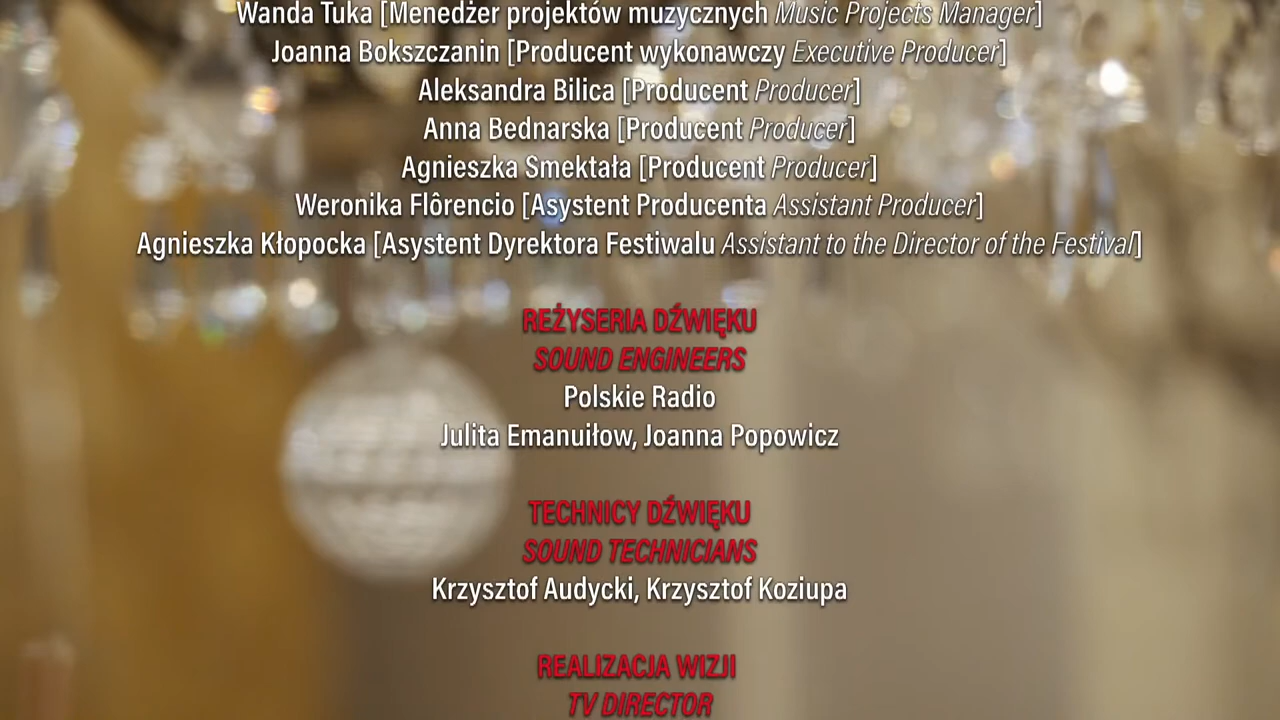 Wanda Tuka [Menedżer projektów muzycznych Music Projects Manager]
Joanna Bokszczanin [Producent wykonawczy Executive Producer]
Aleksandra Bilica [Producent Producer]
Anna Bednarska [Producent Producer]
Agnieszka Smektała [Producent Producer]
Weronika Flôrencio [Asystent Producenta Assistant Producer]
Agnieszka Kłopocka [Asystent Dyrektora Festiwalu Assistant to the Director of the Festival]
REŻYSERIA DŹWIĘKU
SOUND ENGINEERS
Polskie Radio
Julita Emanuiłow, Joanna Popowicz
TECHNICY DŹWIĘKU
SOUND TECHNICIANS
Krzysztof Audycki, Krzysztof Koziupa
REALIZACJA WIZJI
TV DIRECTOR